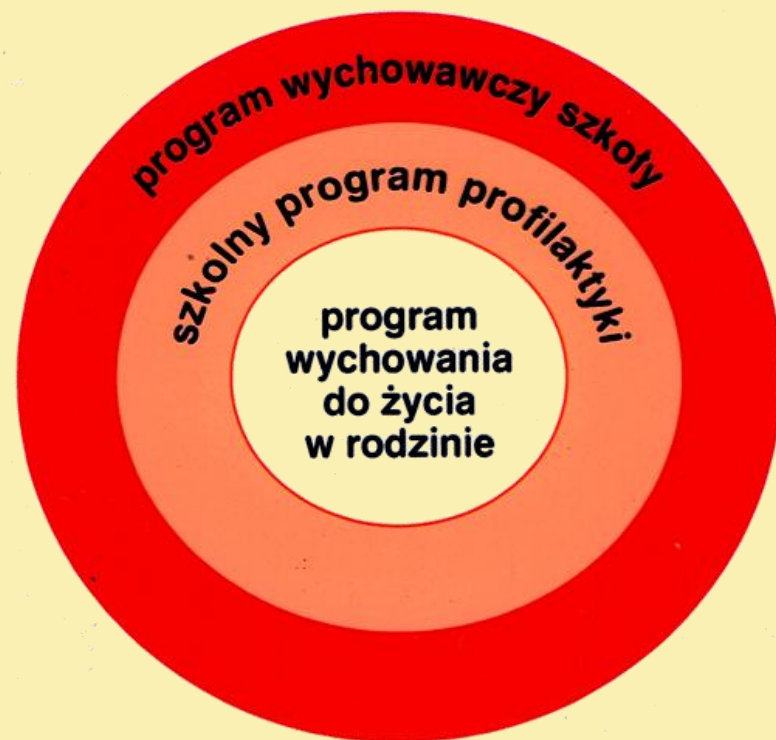 program wychowawczy szkoły
szkolny program profilaktyki
program
wychowania
do życia
w rodzinie